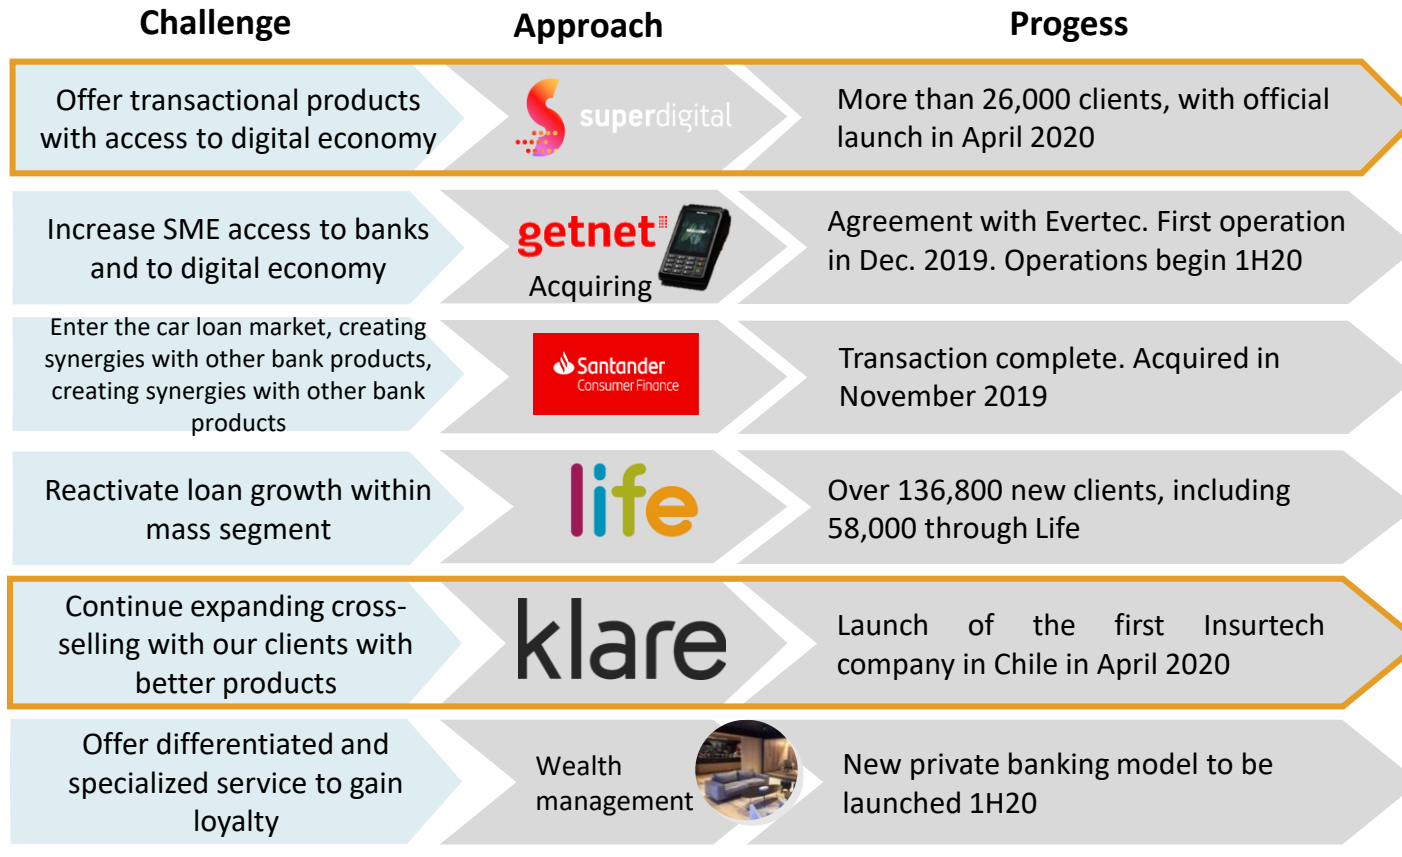 Challenge
Approach
Progess
Offer transactional products
with access to digital economy
superdigital
More than 26,000 clients, with official
launch in April 2020
Increase SME access to banks
and to digital economy
getnet
Acquiring
Agreement with Evertec. First operation
in Dec. 2019. Operations begin 1H20
Enter the car loan market, creating
synergies with other bank products,
creating synergies with other bank
products
Santander
Consumer Finance
Transaction complete. Acquired in
November 2019
Reactivate loan growth within
mass segment
life
Over 136,800 new clients, including
58,000 through Life
Continue expanding cross-
selling with our clients with
better products
klare
Launch of the first Insurtech
company in Chile in April 2020
Offer differentiated and
specialized service to gain
loyalty
Wealth
management
New private banking model to be
launched 1H20